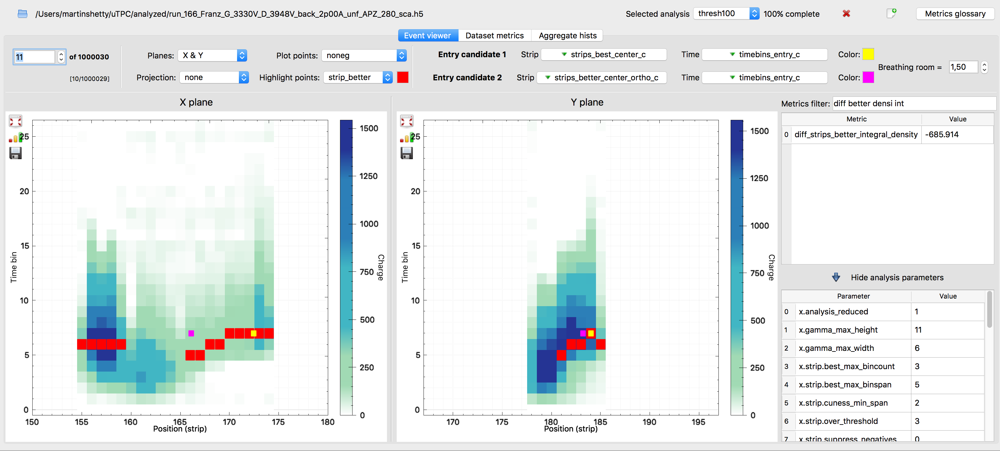 /Users/martinshetty/uTPC/analyzed/run_166_Franz_G_3330V_D_3948V_back_2p00A_unf_APZ_280_sca.h5
Selected analysis thresh100 100% complete
Metrics glossary
Event viewer Dataset metrics Aggregate hists
11 of 1000030
[10/1000029]
Planes: X & Y
Plot points: noneg
Projection: none
Highlight points: strip_better
Entry candidate 1 Strip strips_best_center_c Time timebins_entry_c Color:
Entry candidate 2 Strip strips_better_center_ortho_c Time timebins_entry_c Color:
Breathing room = 1,50
X plane
25
20
15
10
5
0
150 155 160 165 170 175 180
Time bin
Position (strip)
1500
1250
1000
750
500
250
0
Charge
Y plane
25
20
15
10
5
0
170 175 180 185 190 195
Time bin
Position (strip)
1500
1250
1000
750
500
250
0
Charge
Metrics filter: diff better densi int
Metric Value
0 diff_strips_better_integral_density -685.914
Hide analysis parameters
Parameter Value
0 x.analysis_reduced 1
1 x.gamma_max_height 11
2 x.gamma_max_width 6
3 x.strip.best_max_bincount 3
4 x.strip.best_max_binspan 5
5 x.strip.cuness_min_span 2
6 x.strip.over_threshold 3
7 x.strip.suppress_negatives 0